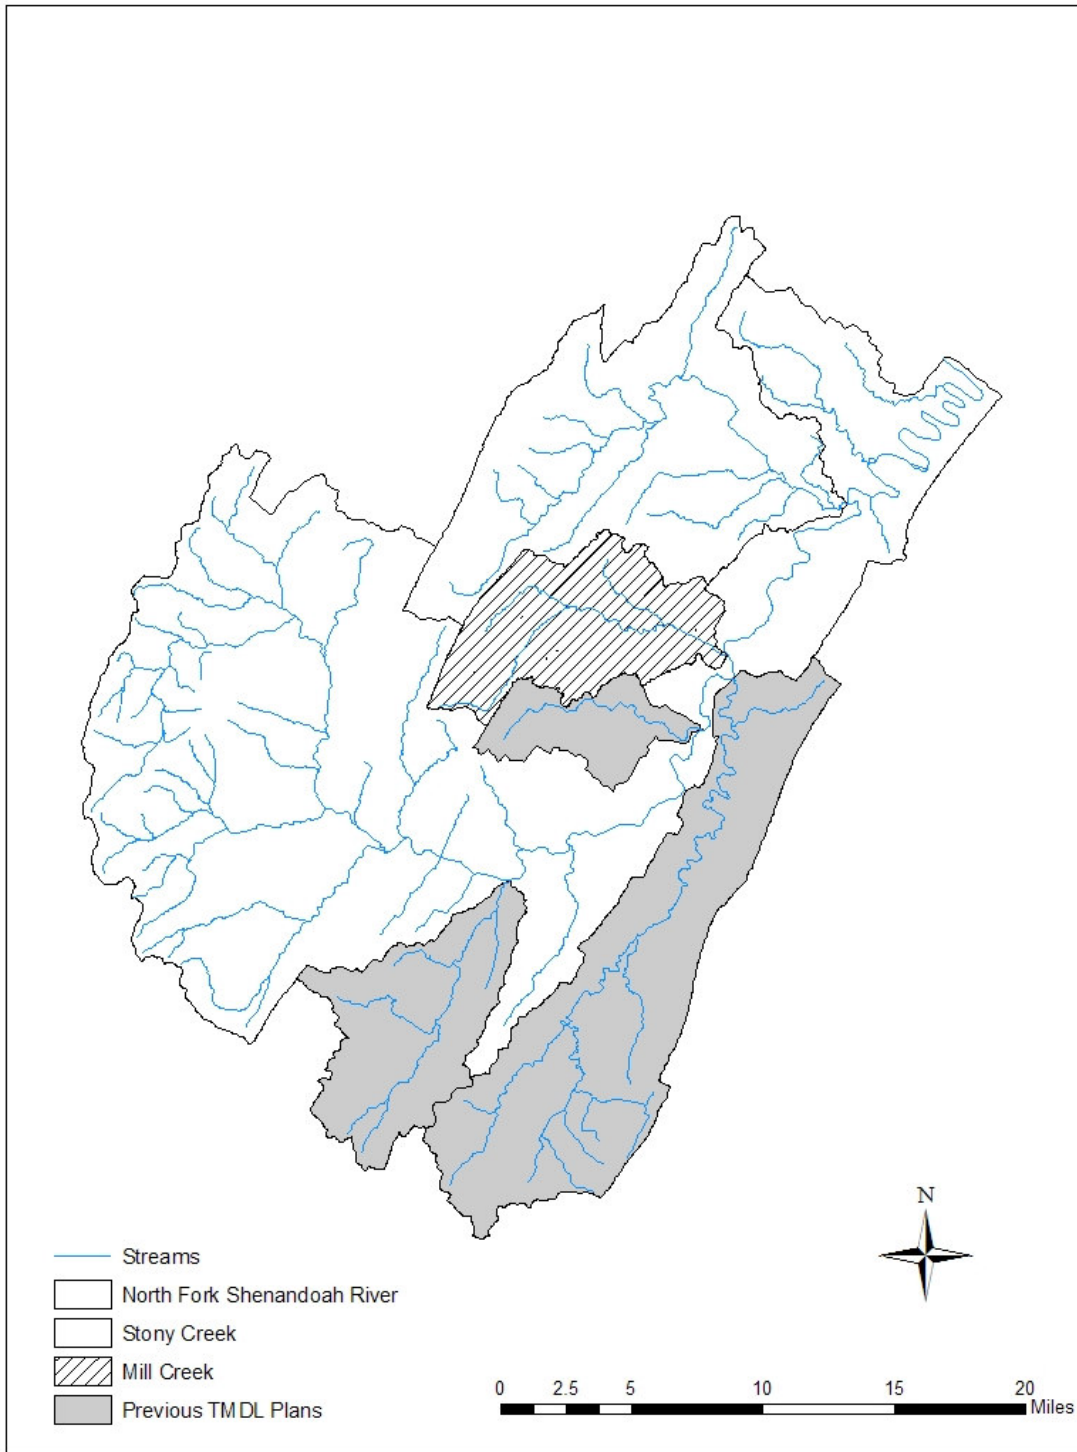 N
Streams
North Fork Shenandoah River
Stony Creek
Mill Creek
Previous TMDL Plans
0 2.5 5 10 15 20
Miles